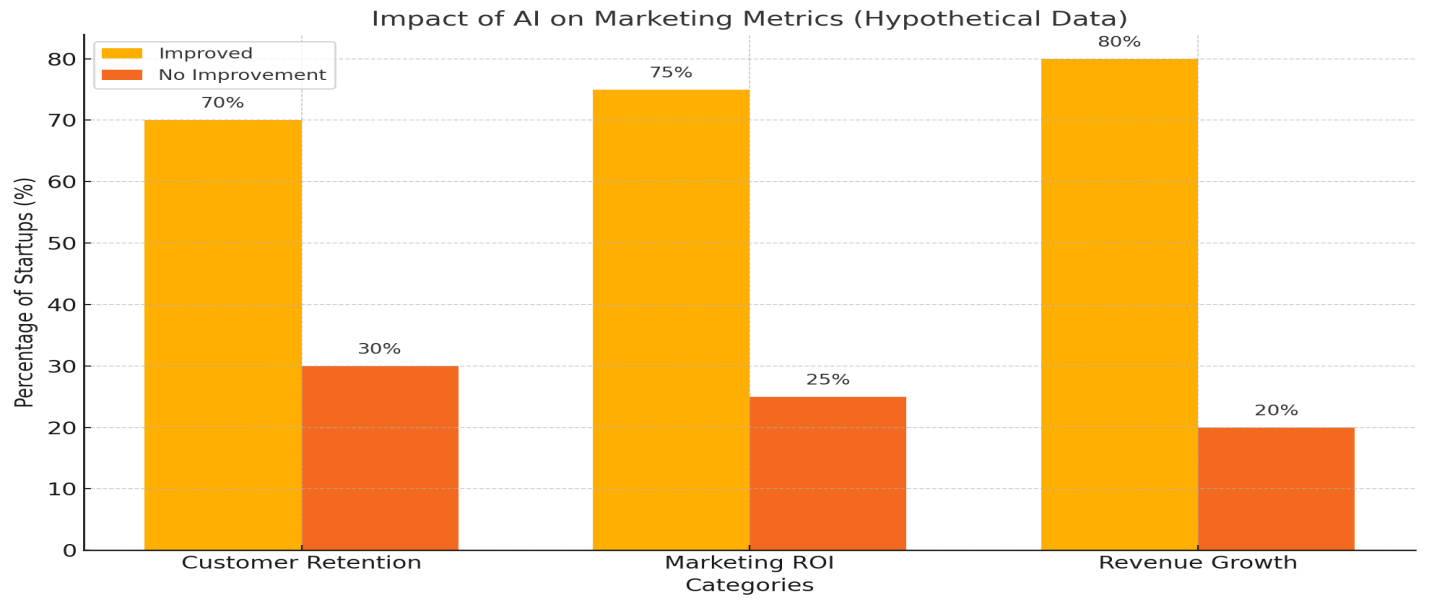 Impact of AI on Marketing Metrics (Hypothetical Data)
Improved
No Improvement
Percentage of Startups (%)
80
70
60
50
40
30
20
10
0
70%
30%
75%
25%
80%
20%
Customer Retention
Marketing ROI
Revenue Growth
Categories